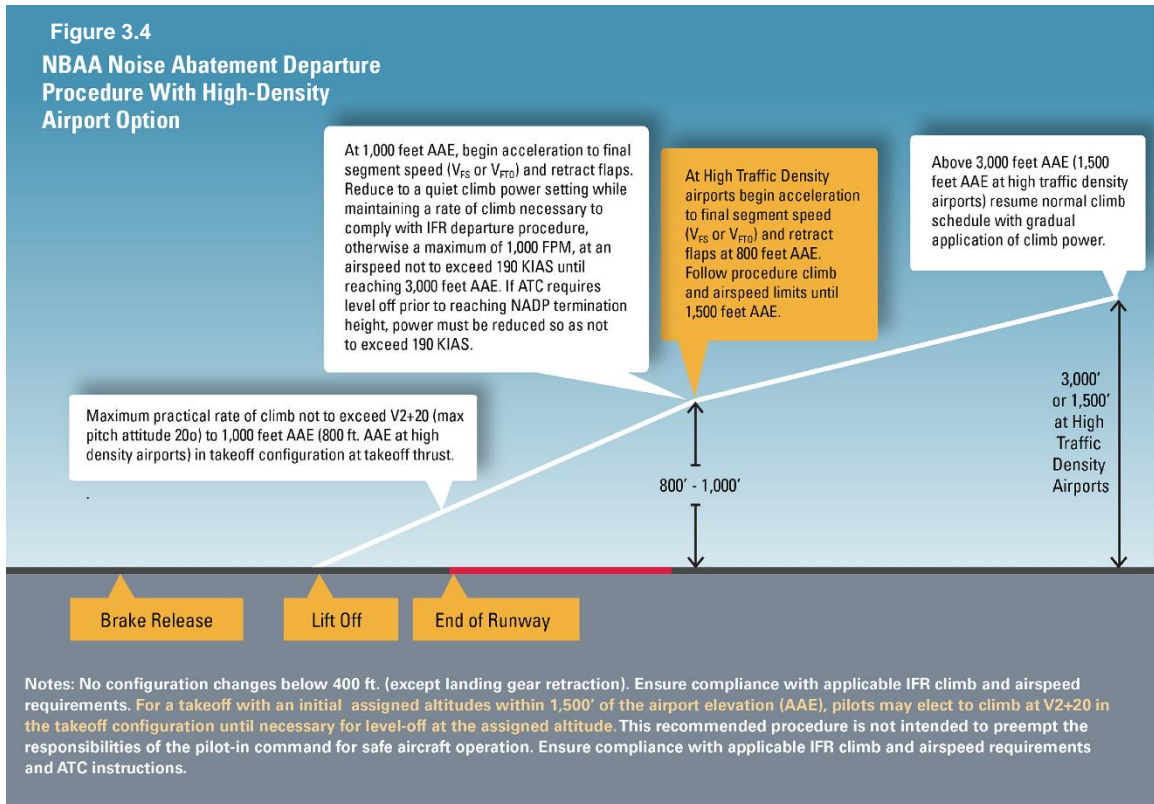 Figure 3.4
NBAA Noise Abatement Departure
Procedure With High-Density
Airport Option
At 1,000 feet AAE, begin acceleration to final
segment speed (VFS or VFTO) and retract flaps.
Reduce to a quiet climb power setting while
maintaining a rate of climb necessary to
comply with IFR departure procedure,
otherwise a maximum of 1,000 FPM, at an
airspeed not to exceed 190 KIAS until
reaching 3,000 feet AAE. If ATC requires
level off prior to reaching NADP termination
height, power must be reduced so as not
to exceed 190 KIAS.
At High Traffic Density
airports begin acceleration
to final segment speed
(VFS or VFTO) and retract
flaps at 800 feet AAE.
Follow procedure climb
and airspeed limits until
1,500 feet AAE.
Above 3,000 feet AAE (1,500
feet AAE at high traffic density
airports) resume normal climb
schedule with gradual
application of climb power.
Maximum practical rate of climb not to exceed V2+20 (max
pitch attitude 20o) to 1,000 feet AAE (800 ft. AAE at high
density airports) in takeoff configuration at takeoff thrust.
.
800' - 1,000'
3,000'
or 1,500'
at High
Traffic
Density
Airports
Brake Release
Lift Off
End of Runway
Notes: No configuration changes below 400 ft. (except landing gear retraction). Ensure compliance with applicable IFR climb and airspeed
requirements. For a takeoff with an initial assigned altitudes within 1,500' of the airport elevation (AAE), pilots may elect to climb at V2+20 in
the takeoff configuration until necessary for level-off at the assigned altitude. This recommended procedure is not intended to preempt the
responsibilities of the pilot-in command for safe aircraft operation. Ensure compliance with applicable IFR climb and airspeed requirements
and ATC instructions.